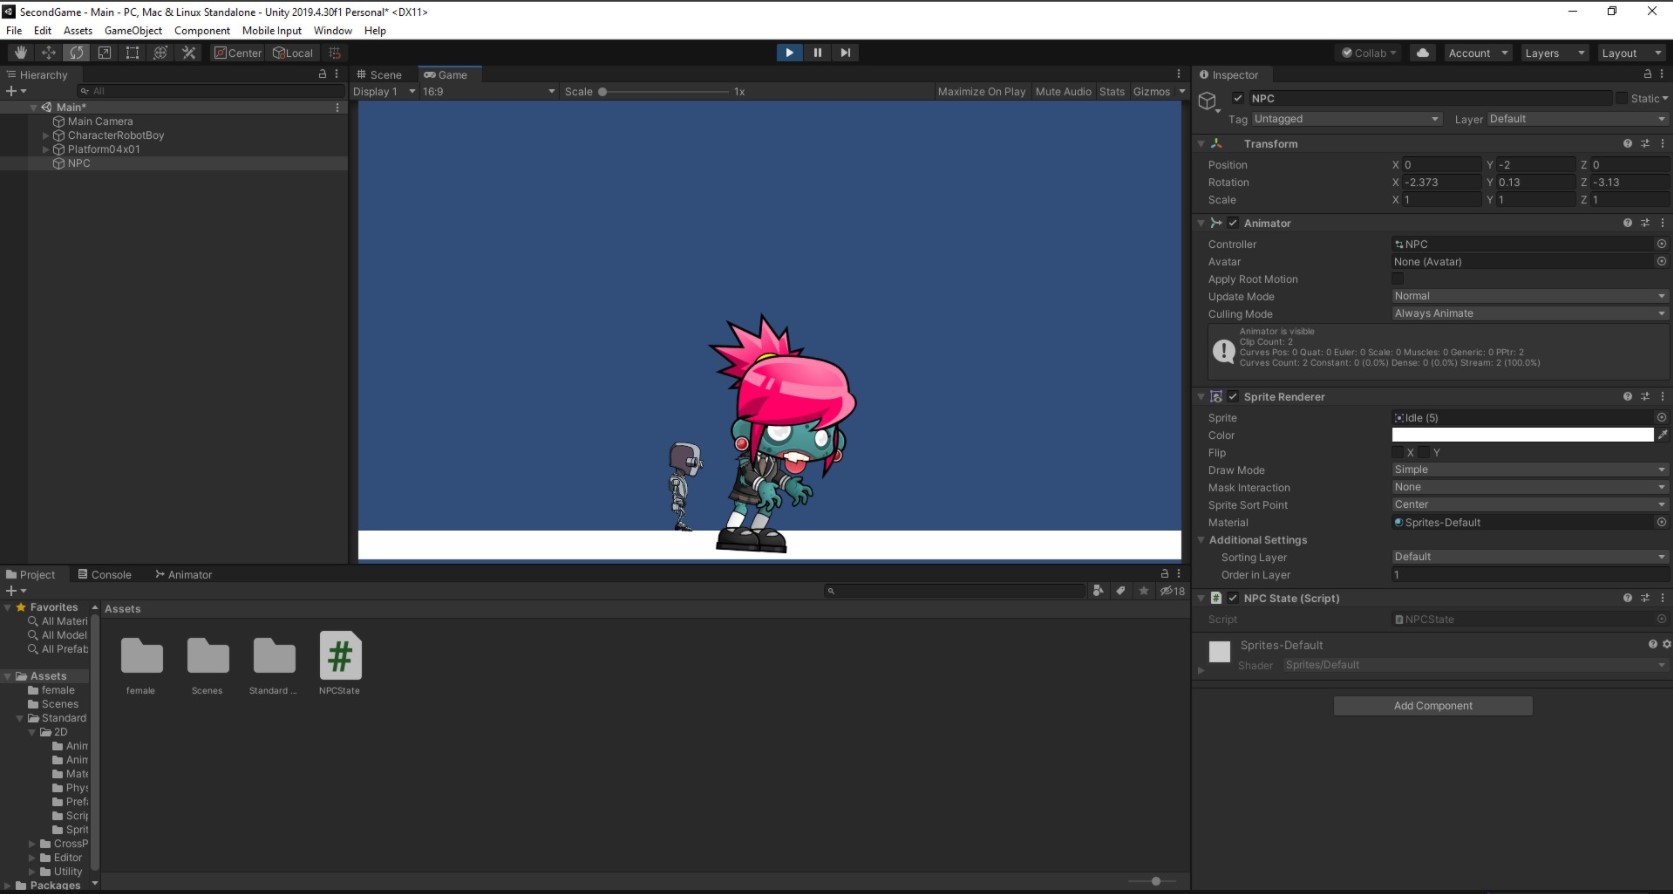 SecondGame - Main - PC, Mac & Linux Standalone - Unity 2019.4.30f1 Personal* <DX11>
File Edit Assets GameObject Component Mobile Input Window Help
Center Local Collab Account Layers Layout
Hierarchy
All
Main*
Main Camera
CharacterRobotBoy
Platform04x01
NPC
Scene Game
Display 1 16:9 Scale 1x Maximize On Play Mute Audio Stats Gizmos
Inspector
NPC Static
Tag Untagged Layer Default
Transform
Position X 0 Y -2 Z 0
Rotation X -2.373 Y 0.13 Z -3.13
Scale X 1 Y 1 Z 1
Animator
Controller NPC
Avatar None (Avatar)
Apply Root Motion
Update Mode Normal
Culling Mode Always Animate
Animator is visible
Clip Count: 2
Curves Pos: 0 Quat: 0 Euler: 0 Scale: 0 Muscles: 0 Generic: 0 PPtr: 2
Curves Count: 2 Constant: 0 (0.0%) Dense: 0 (0.0%) Stream: 2 (100.0%)
Sprite Renderer
Sprite Idle (5)
Color
Flip X Y
Draw Mode Simple
Mask Interaction None
Sprite Sort Point Center
Material Sprites-Default
Additional Settings
Sorting Layer Default
Order in Layer 1
NPC State (Script)
Script NPCState
Sprites-Default
Shader Sprites/Default
Add Component
Project Console Animator
18
Favorites
All Materi
All Model
All Prefab
Assets
female
Scenes
Standard
2D
Anim
Anim
Mate
Phys
Prefa
Scrip
Sprit
CrossP
Editor
Utility
Packages
Assets
female Scenes Standard ... NPCState